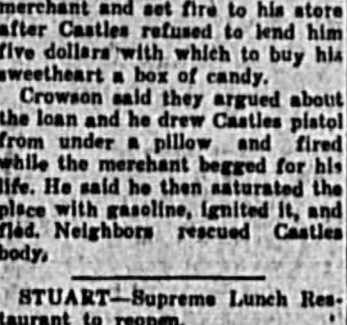 merchant and set fire to his store
after Castles refused to lend him
five dollars with which to buy his
sweetheart a box of candy.
Crowson said they argued about
the loan and he drew Castles pistol
from under a pillow and fired
while the merchant begged for his
life. He said he then saturated the
place with gasoline, ignited it, and
fled. Neighbors rescued Castles
body.
STUART—Supreme Lunch Res-
taurant to reopen.